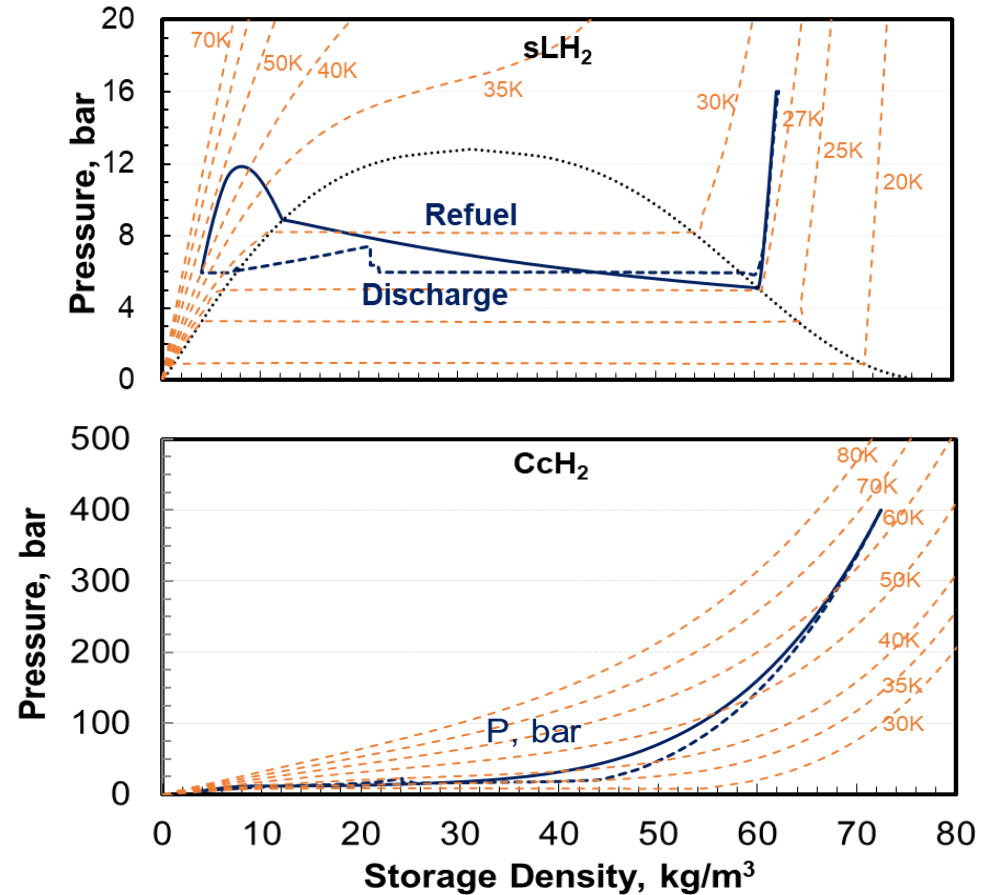 20
16
12
8
4
0
Pressure, bar
sLH₂
70K
50K
40K
35K
30K
27K
25K
20K
Refuel
Discharge
500
400
300
200
100
0
Pressure, bar
CcH₂
80K
70K
60K
50K
40K
35K
30K
P, bar
0 10 20 30 40 50 60 70 80
Storage Density, kg/m³